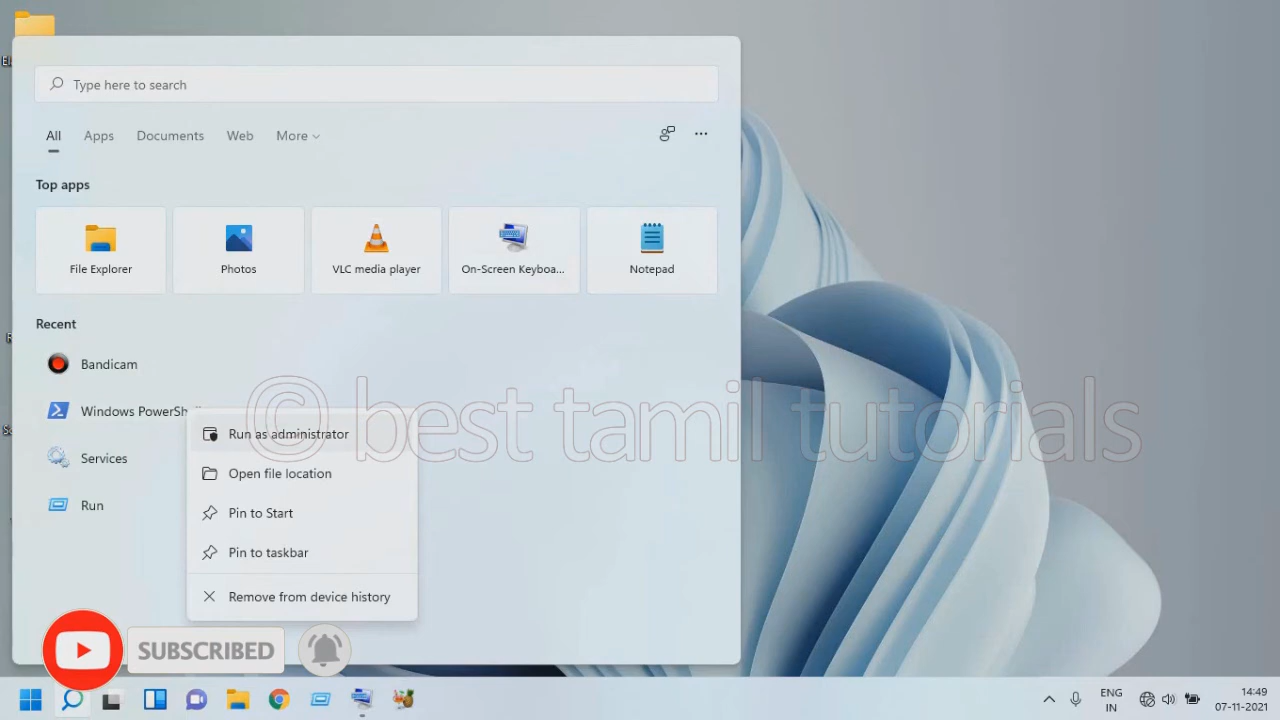 Type here to search
All Apps Documents Web More
Top apps
File Explorer Photos VLC media player On-Screen Keyboa... Notepad
Recent
Bandicam
Windows PowerSh
Services
Run
Run as administrator
Open file location
Pin to Start
Pin to taskbar
Remove from device history
© best tamil tutorials
SUBSCRIBED
ENG
IN
14:49
07-11-2021